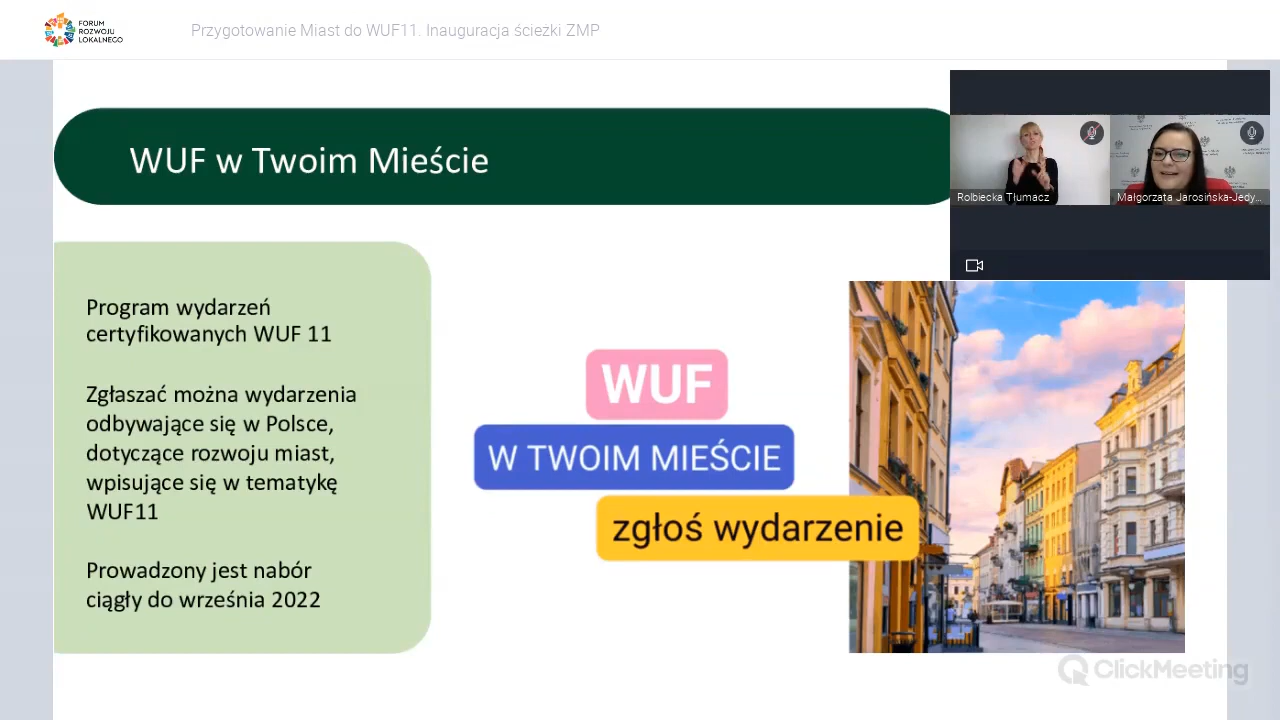 FORUM
ROZWOJU
LOKALNEGO
Przygotowanie Miast do WUF11. Inauguracja ścieżki ZMP
WUF w Twoim Mieście
Rolbiecka Tłumacz
Małgorzata Jarosińska-Jedy...
Program wydarzeń
certyfikowanych WUF 11
Zgłaszać można wydarzenia
odbywające się w Polsce,
dotyczące rozwoju miast,
wpisujące się w tematykę
WUF11
Prowadzony jest nabór
ciągły do września 2022
WUF
W TWOIM MIEŚCIE
zgłoś wydarzenie
ClickMeeting